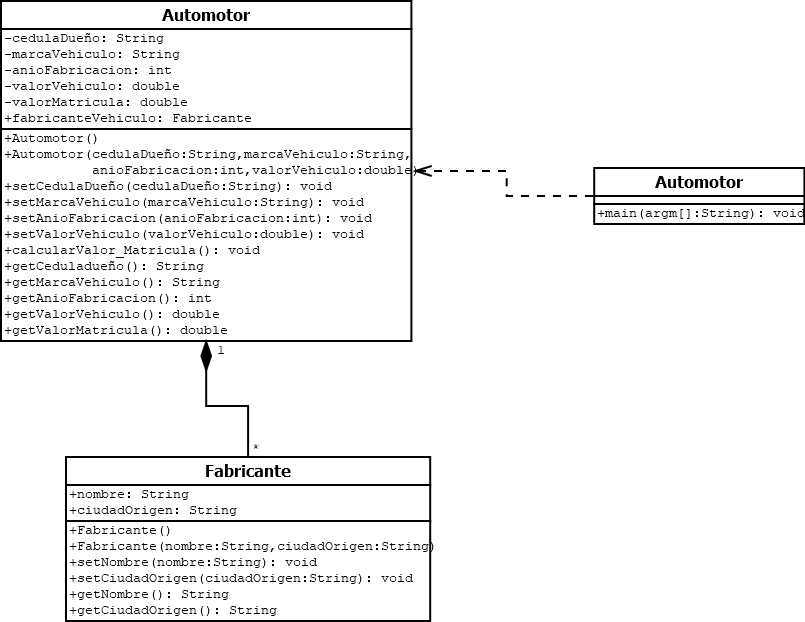 Automotor
-cedulaDueño: String
-marcaVehiculo: String
-anioFabricacion: int
-valorVehiculo: double
-valorMatricula: double
+fabricanteVehiculo: Fabricante
+Automotor()
+Automotor(cedulaDueño:String,marcaVehiculo:String,
anioFabricacion:int,valorVehiculo:double)
+setCedulaDueño(cedulaDueño:String): void
+setMarcaVehiculo(marcaVehiculo:String): void
+setAnioFabricacion(anioFabricacion:int): void
+setValorVehiculo(valorVehiculo:double): void
+calcularValor_Matricula(): void
+getCeduladueño(): String
+getMarcaVehiculo(): String
+getAnioFabricacion(): int
+getValorVehiculo(): double
+getValorMatricula(): double
Automotor
+main(argm[]:String): void
1
*
Fabricante
+nombre: String
+ciudadOrigen: String
+Fabricante()
+Fabricante(nombre:String,ciudadOrigen:String)
+setNombre(nombre:String): void
+setCiudadOrigen(ciudadOrigen:String): void
+getNombre(): String
+getCiudadOrigen(): String